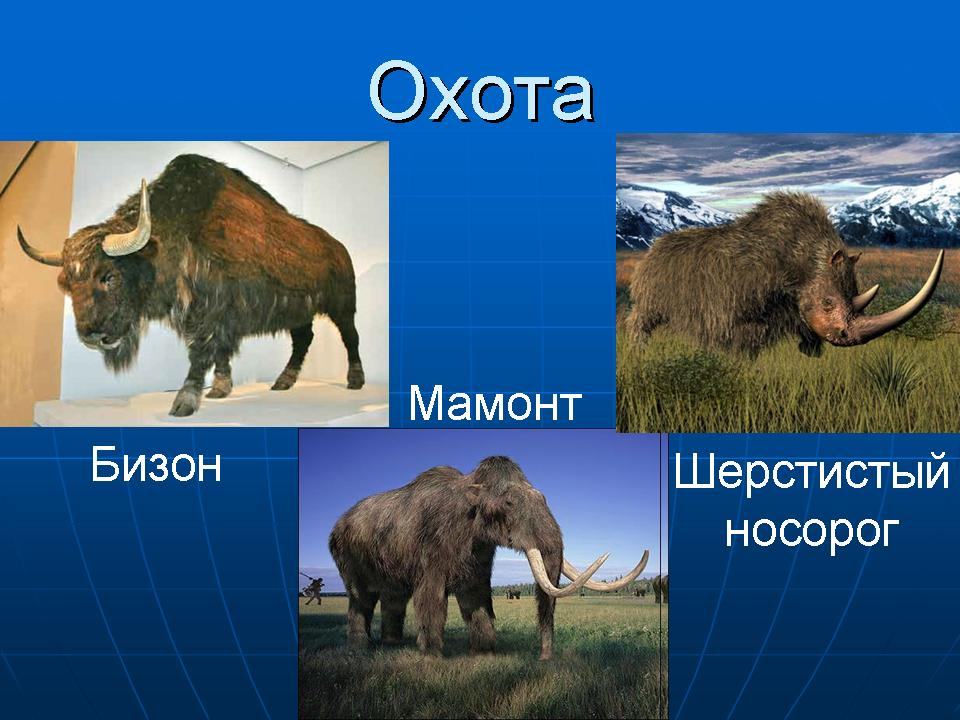 Охота
Мамонт
Бизон
Шерстистый
носорог